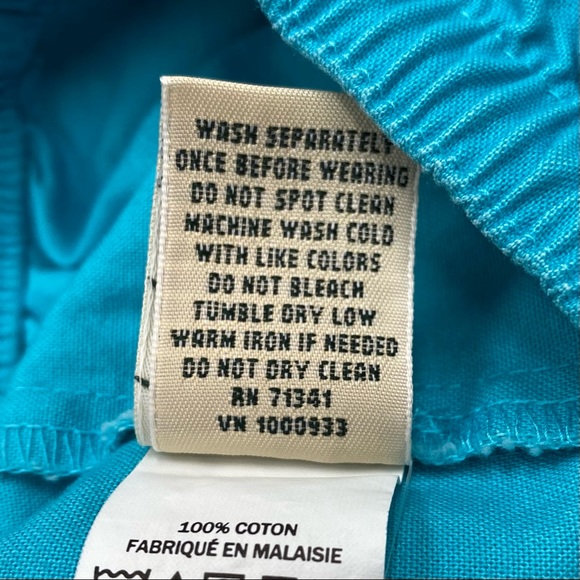 WASH SEPARATELY
ONCE BEFORE WEARING
DO NOT SPOT CLEAN
MACHINE WASH COLD
WITH LIKE COLORS
DO NOT BLEACH
TUMBLE DRY LOW
WARM IRON IF NEEDED
DO NOT DRY CLEAN
RN 71341
VN 1000933
100% COTON
FABRIQUÉ EN MALAISIE